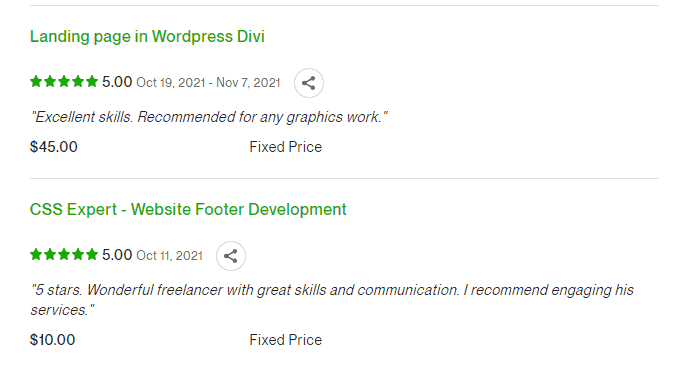 Landing page in Wordpress Divi
5.00 Oct 19, 2021 - Nov 7, 2021
"Excellent skills. Recommended for any graphics work."
$45.00 Fixed Price
CSS Expert - Website Footer Development
5.00 Oct 11, 2021
"5 stars. Wonderful freelancer with great skills and communication. I recommend engaging his
services."
$10.00 Fixed Price